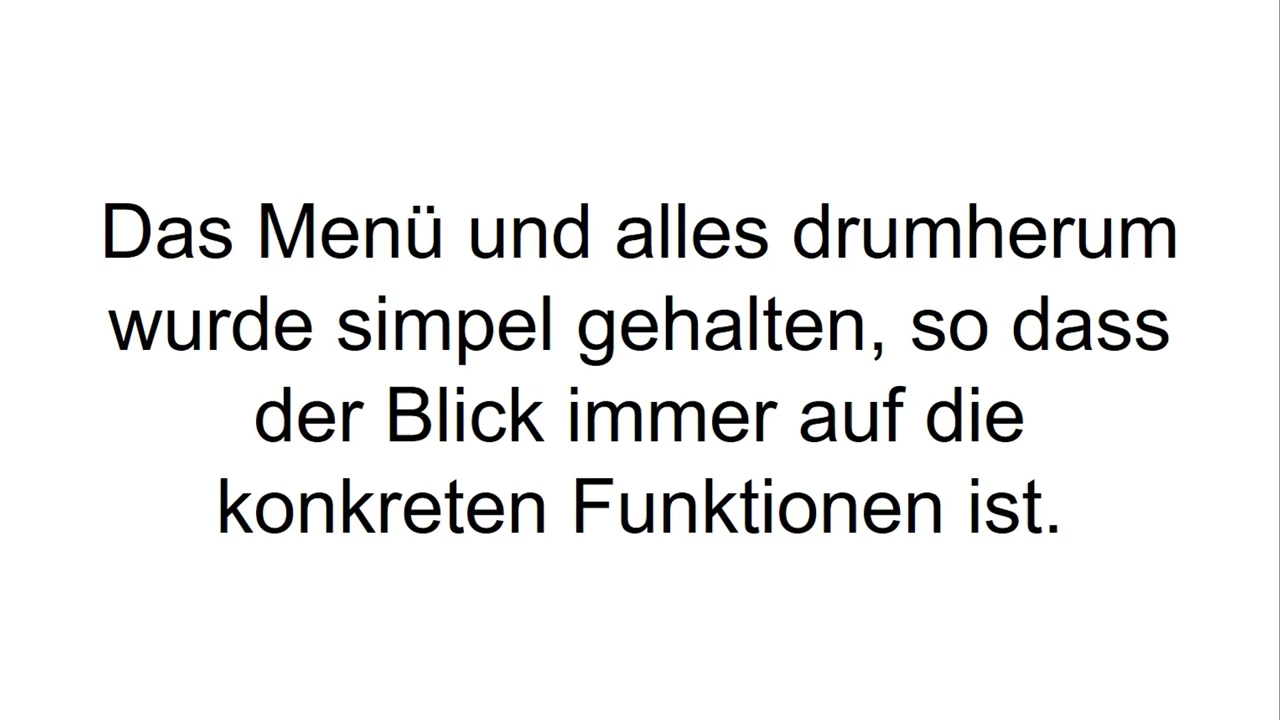 Das Menü und alles drumherum
wurde simpel gehalten, so dass
der Blick immer auf die
konkreten Funktionen ist.